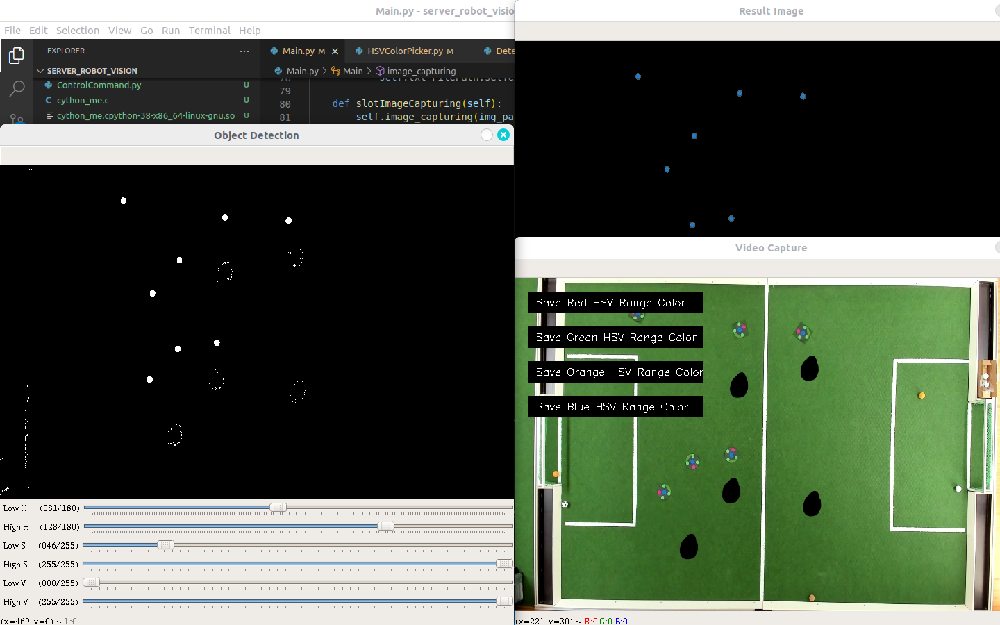 Main.py - server_robot_visio
File Edit Selection View Go Run Terminal Help
EXPLORER ...
Main.py M
HSVColorPicker.py M
Dete
SERVER_ROBOT_VISION
Main.py > Main > image_capturing
ControlCommand.py U
cython_me.c U
cython_me.cpython-38-x86_64-linux-gnu.so U
79
80 def slotImageCapturing(self):
81 self.image_capturing(img_pa
Object Detection
Low H (081/180)
High H (128/180)
Low S (046/255)
High S (255/255)
Low V (000/255)
High V (255/255)
(x=469, y=0) ~ L:0
Result Image
Video Capture
Save Red HSV Range Color
Save Green HSV Range Color
Save Orange HSV Range Color
Save Blue HSV Range Color
(x=221, y=30) ~ R:0 G:0 B:0